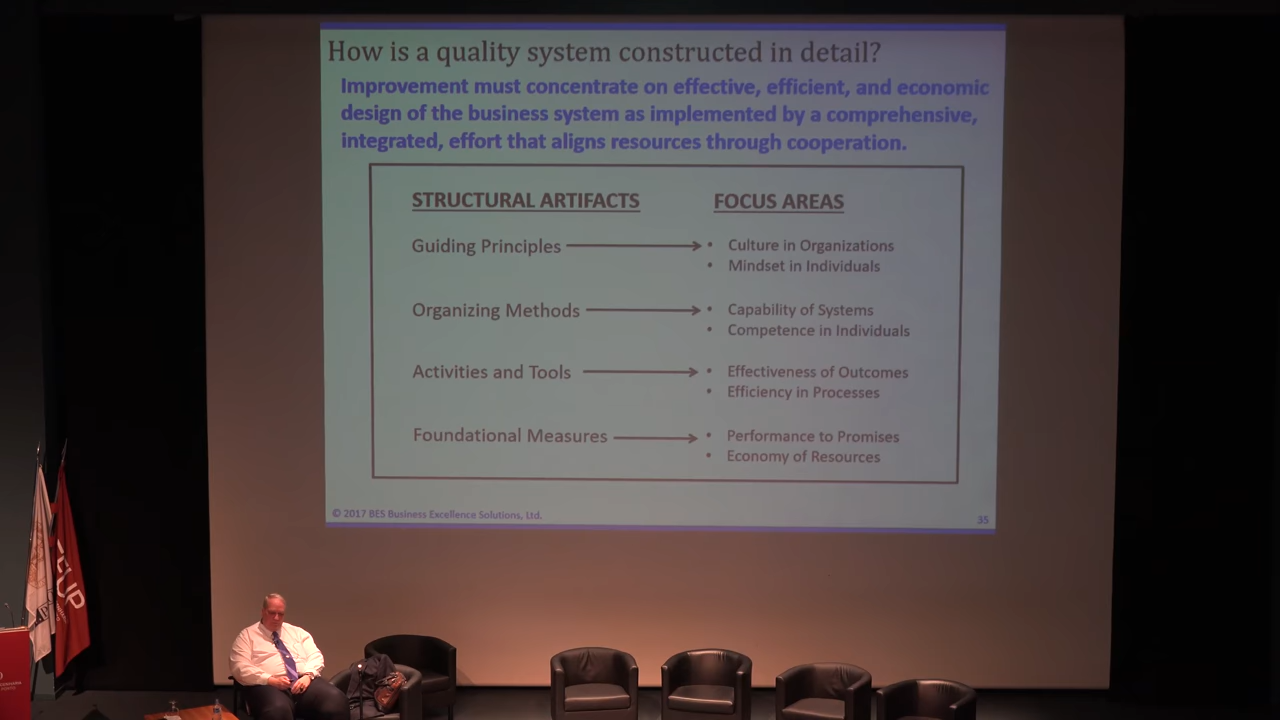 How is a quality system constructed in detail?
Improvement must concentrate on effective, efficient, and economic
design of the business system as implemented by a comprehensive,
integrated, effort that aligns resources through cooperation.
STRUCTURAL ARTIFACTS
FOCUS AREAS
Guiding Principles
• Culture in Organizations
• Mindset in Individuals
Organizing Methods
• Capability of Systems
• Competence in Individuals
Activities and Tools
• Effectiveness of Outcomes
• Efficiency in Processes
Foundational Measures
• Performance to Promises
• Economy of Resources
© 2017 BES Business Excellence Solutions, Ltd.
35
FEUP